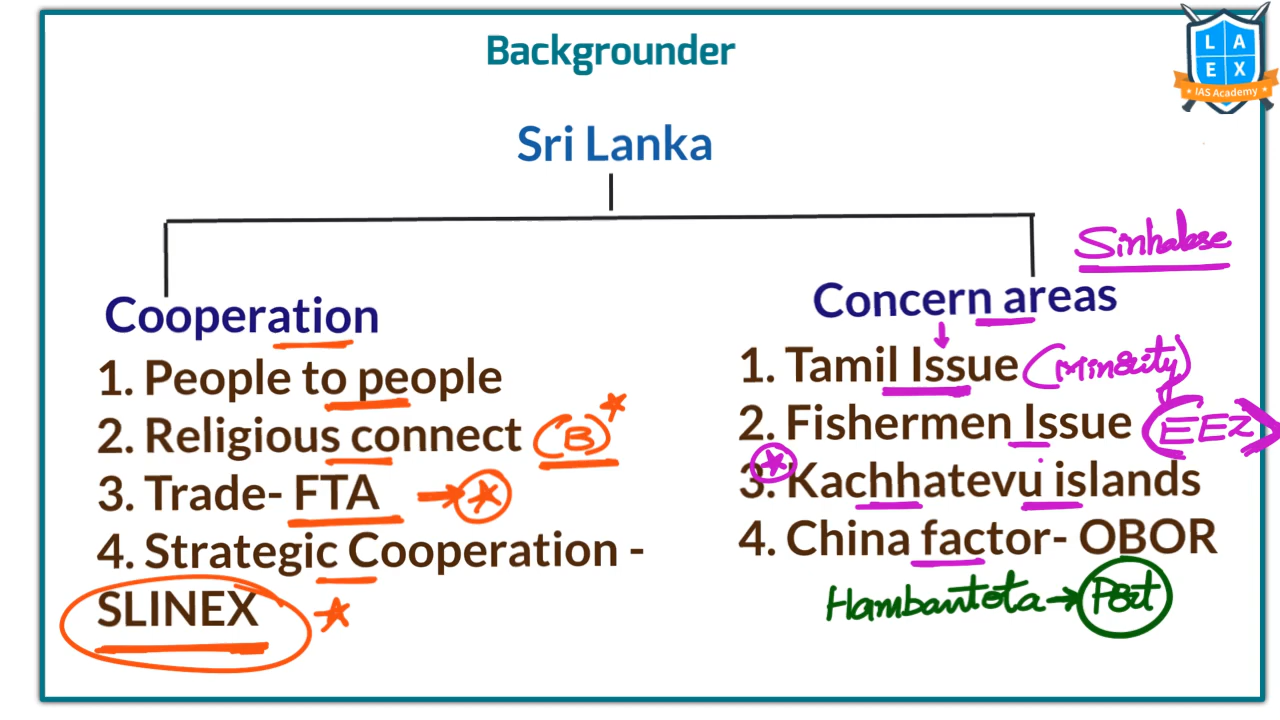 Backgrounder
L A
E X
IAS Academy
Sri Lanka
Sinhalese
Cooperation
1. People to people
2. Religious connect (B)
3. Trade- FTA
4. Strategic Cooperation -
SLINEX
Concern areas
1. Tamil Issue (Minority)
2. Fishermen Issue (EEZ)
3. Kachhatevu islands
4. China factor- OBOR
Hambantota → Port